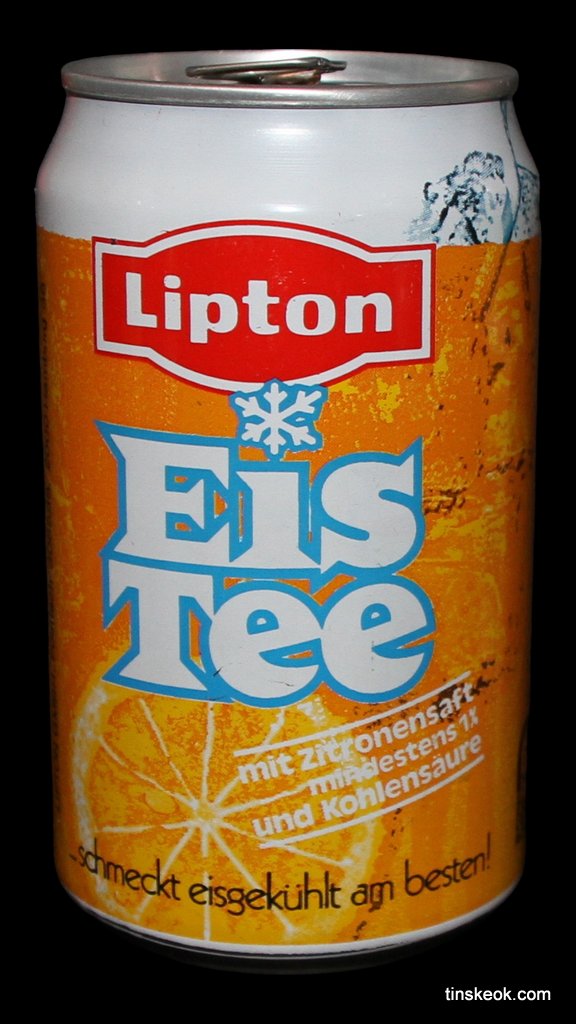 Lipton
Eis
Tee
mit Zitronensaft
mindestens 1%
und Kohlensäure
...schmeckt eisgekühlt am besten!
tinskeok.com